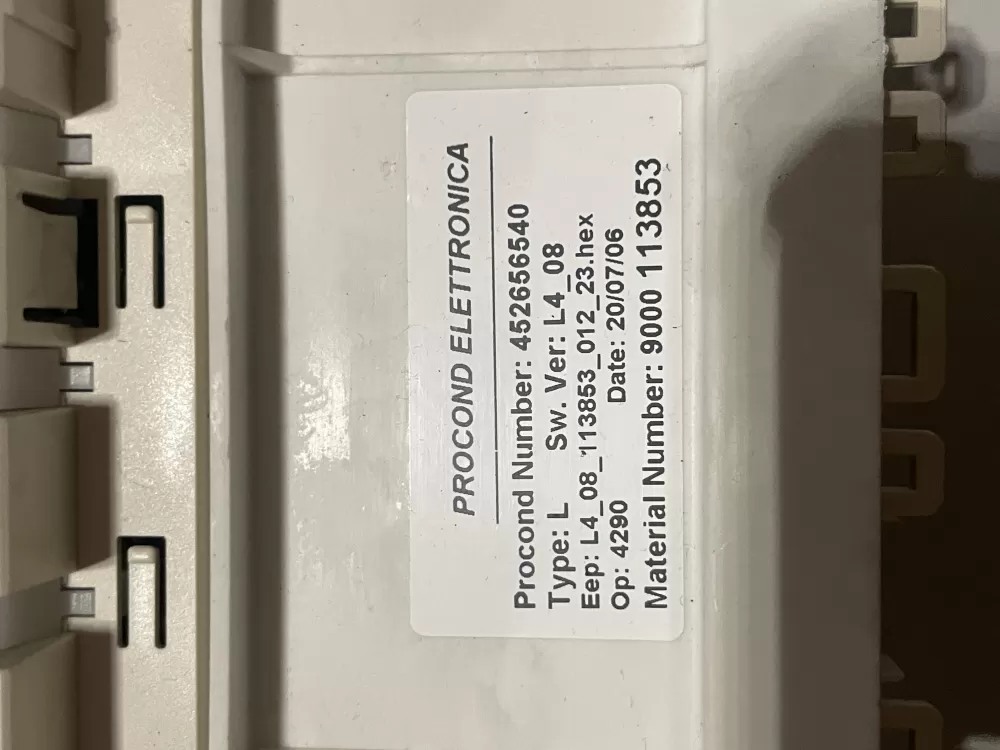 PROCOND ELETTRONICA
Procond Number: 452656540
Type: L Sw. Ver: L4_08
Eep: L4_08_113853_012_23.hex
Op: 4290 Date: 20/07/06
Material Number: 9000 113853